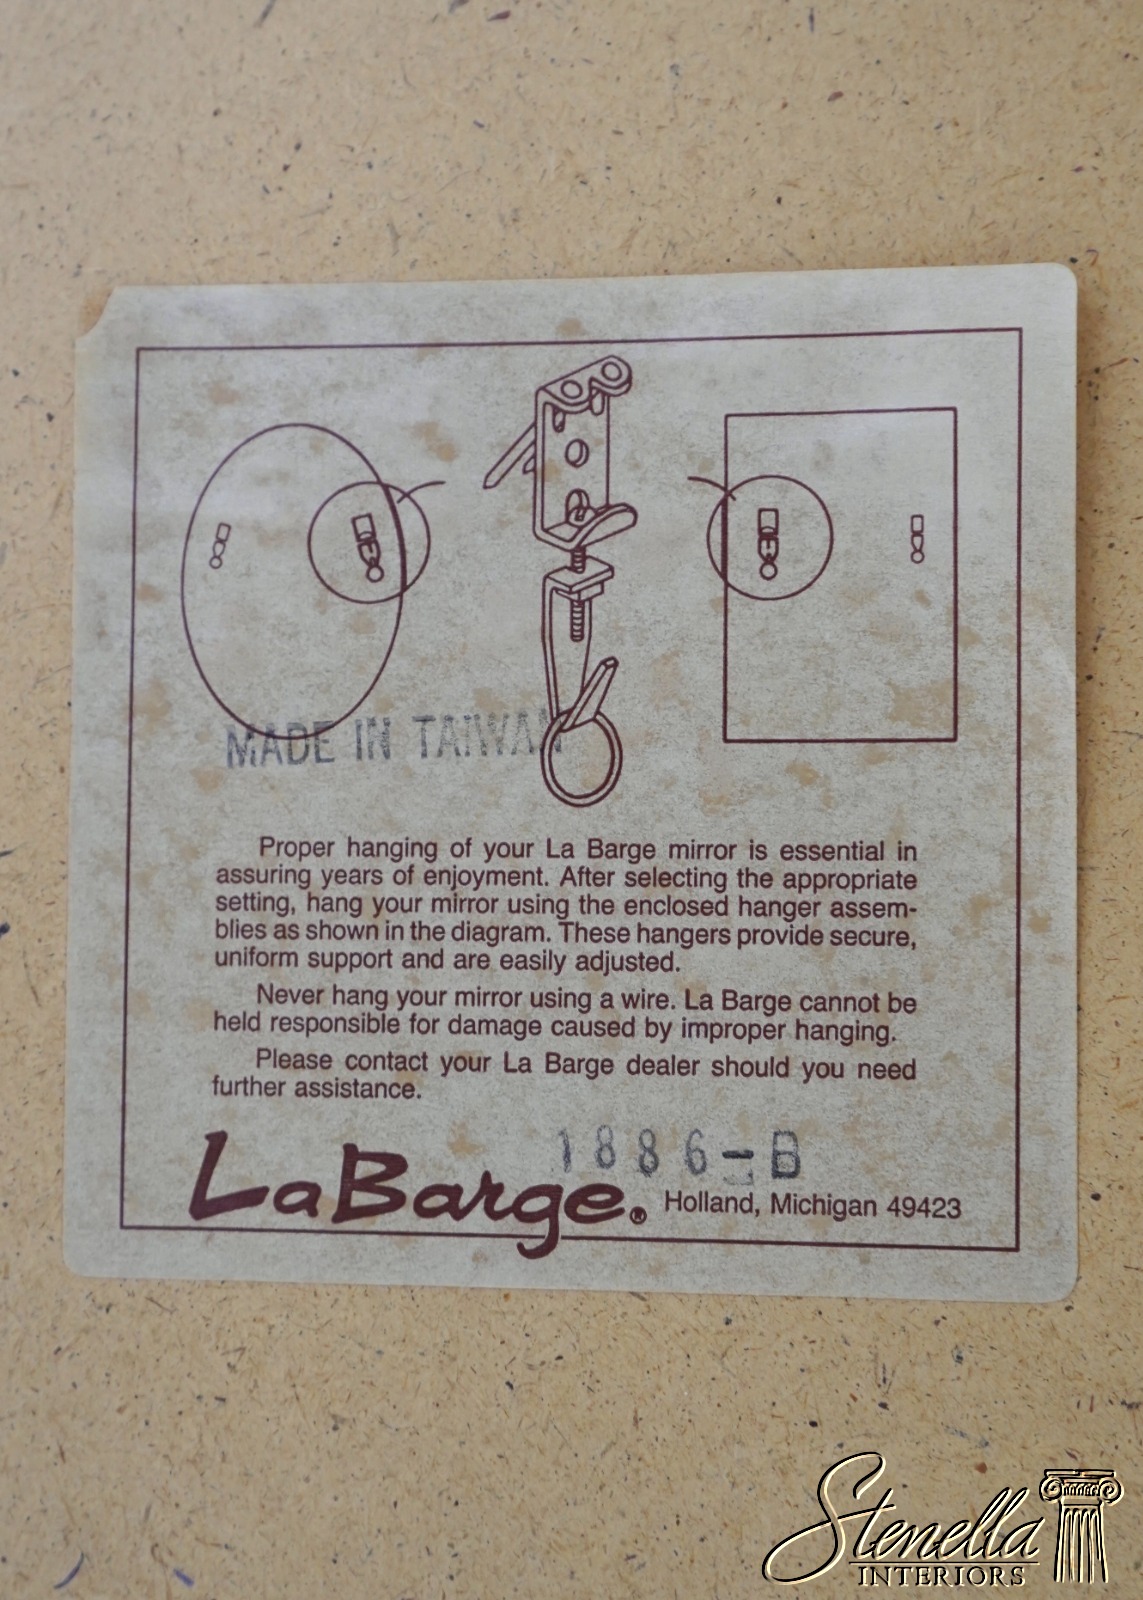 MADE IN TAIWAN
Proper hanging of your La Barge mirror is essential in
assuring years of enjoyment. After selecting the appropriate
setting, hang your mirror using the enclosed hanger assem-
blies as shown in the diagram. These hangers provide secure,
uniform support and are easily adjusted.
Never hang your mirror using a wire. La Barge cannot be
held responsible for damage caused by improper hanging.
Please contact your La Barge dealer should you need
further assistance.
1886-B
LaBarge® Holland, Michigan 49423
Stenella
INTERIORS